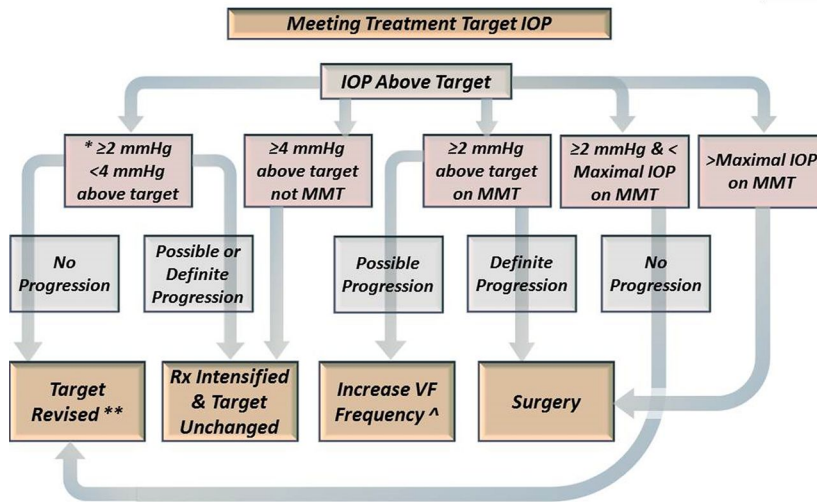 Meeting Treatment Target IOP
IOP Above Target
* ≥2 mmHg
<4 mmHg
above target
≥4 mmHg
above target
not MMT
≥2 mmHg
above target
on MMT
≥2 mmHg & <
Maximal IOP
on MMT
>Maximal IOP
on MMT
No
Progression
Possible or
Definite
Progression
Possible
Progression
Definite
Progression
No
Progression
Target
Revised **
Rx Intensified
& Target
Unchanged
Increase VF
Frequency ^
Surgery